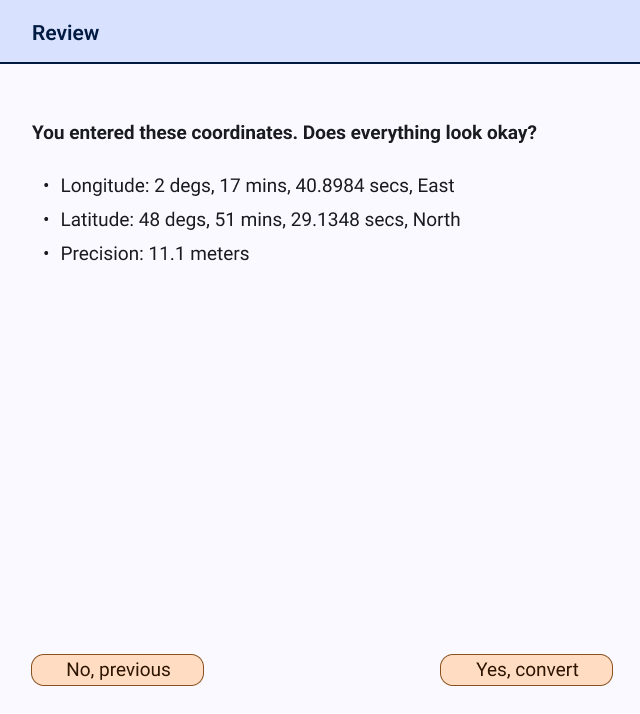 Review
You entered these coordinates. Does everything look okay?
• Longitude: 2 degs, 17 mins, 40.8984 secs, East
• Latitude: 48 degs, 51 mins, 29.1348 secs, North
• Precision: 11.1 meters
No, previous
Yes, convert